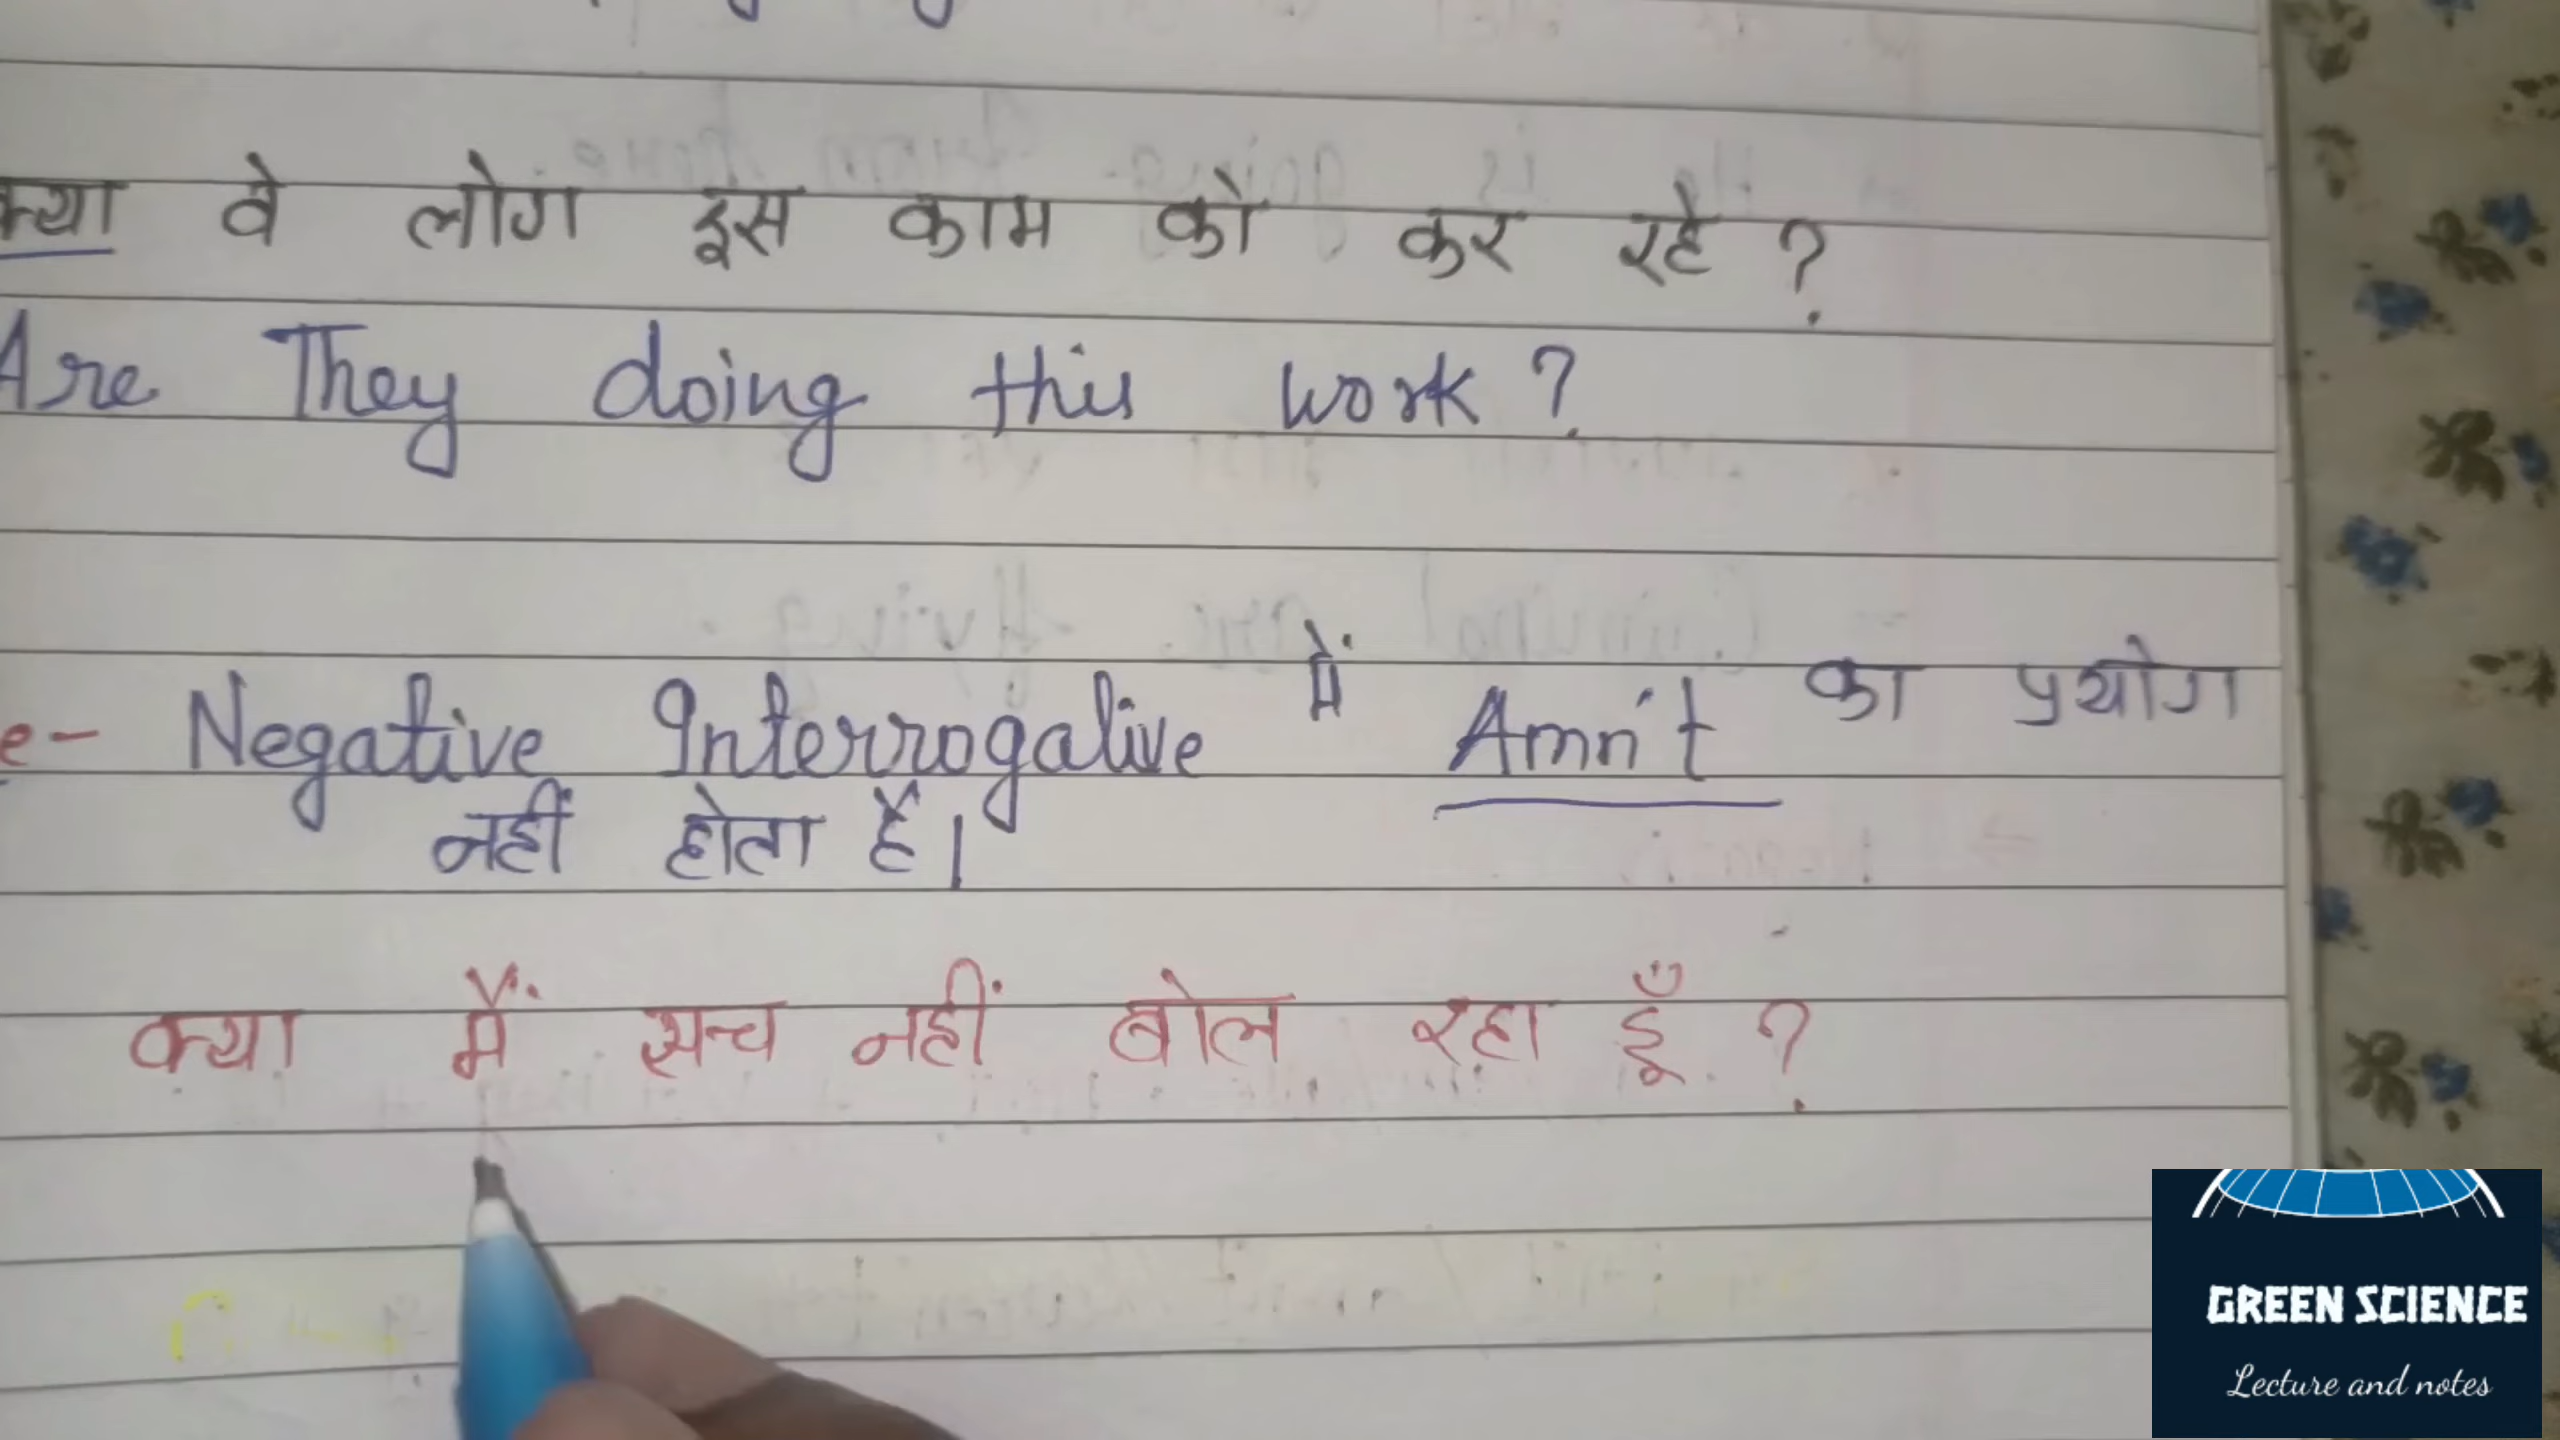 क्या वे लोग इस काम को कर रहे ?
Are They doing this work ?
e- Negative Interrogative में Amn't का प्रयोग
नहीं होता है।
क्या मैं सच नहीं बोल रहा हूँ ?
GREEN SCIENCE
Lecture and notes